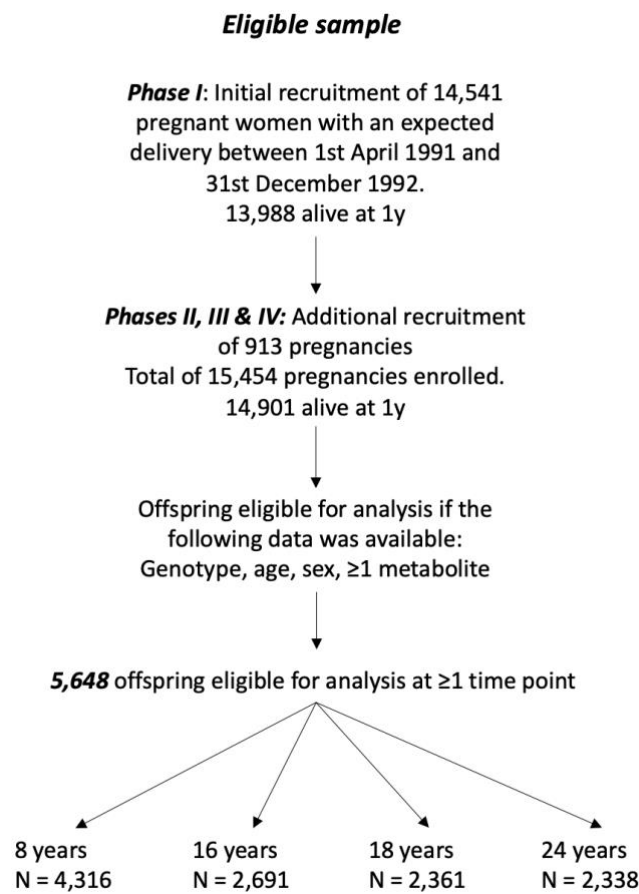 Eligible sample
Phase I: Initial recruitment of 14,541
pregnant women with an expected
delivery between 1st April 1991 and
31st December 1992.
13,988 alive at 1y
Phases II, III & IV: Additional recruitment
of 913 pregnancies
Total of 15,454 pregnancies enrolled.
14,901 alive at 1y
Offspring eligible for analysis if the
following data was available:
Genotype, age, sex, ≥1 metabolite
5,648 offspring eligible for analysis at ≥1 time point
8 years
N = 4,316
16 years
N = 2,691
18 years
N = 2,361
24 years
N = 2,338